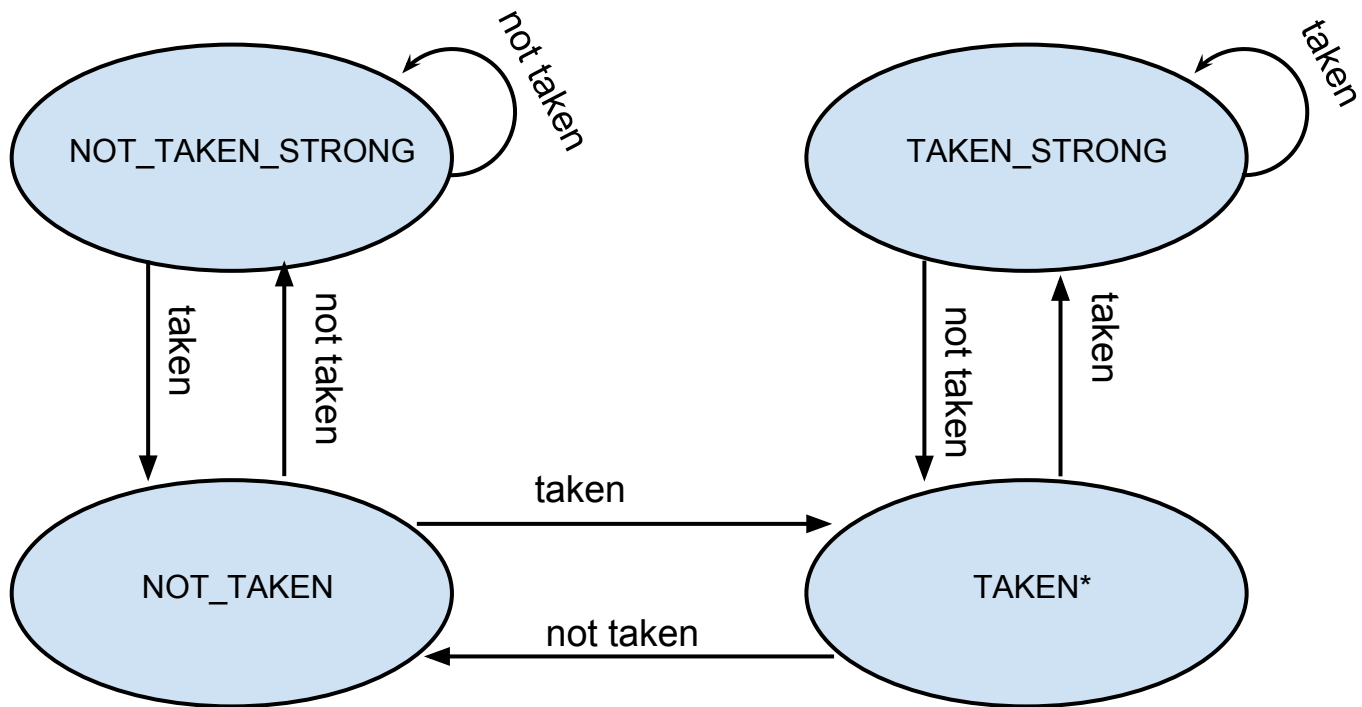 not taken
taken
NOT_TAKEN_STRONG
TAKEN_STRONG
taken
not taken
not taken
taken
taken
NOT_TAKEN
TAKEN*
not taken